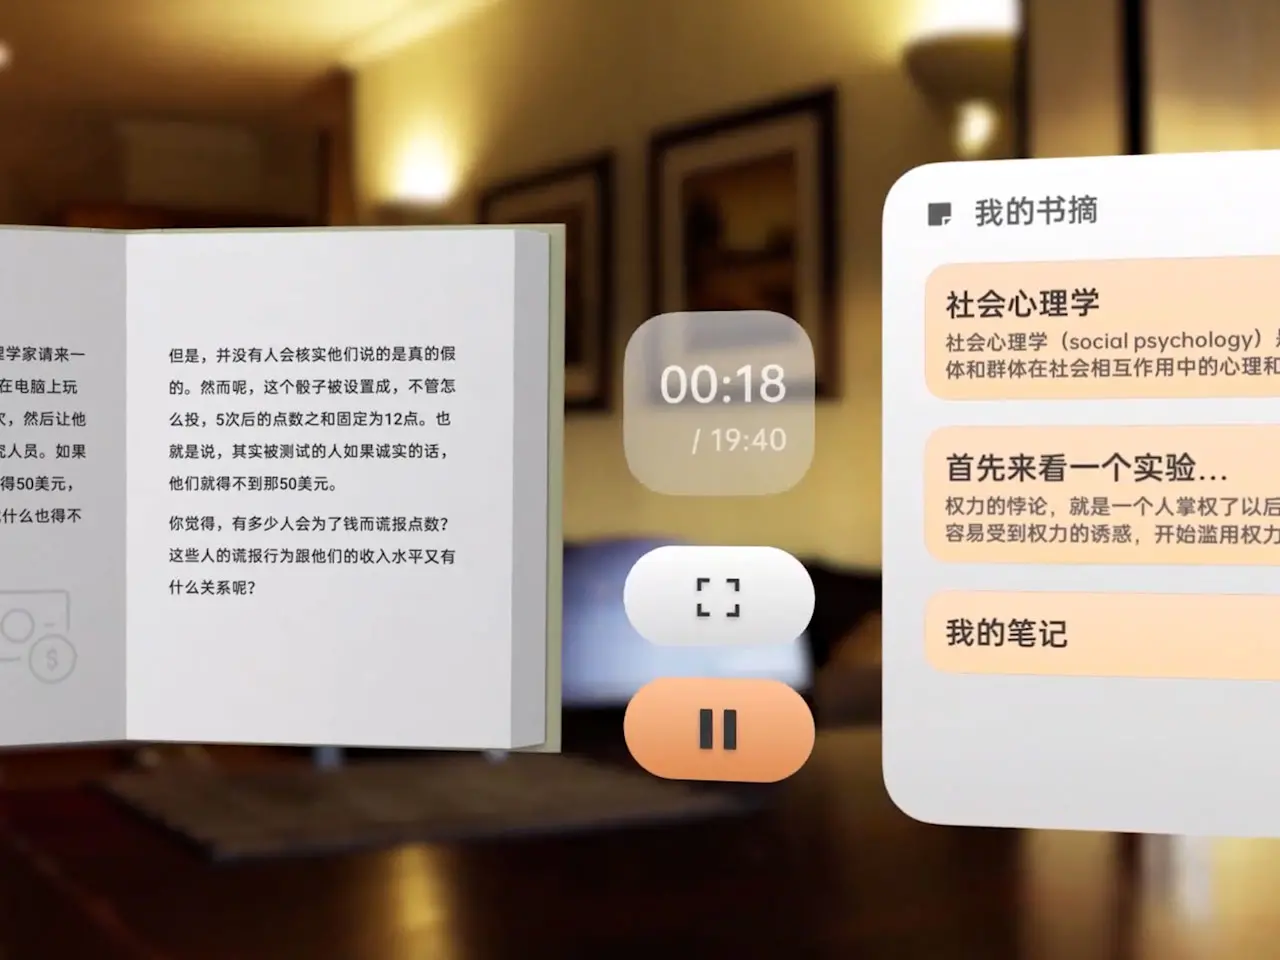 理学家请来一
在电脑上玩
次，然后让他
究人员。如果
得50美元，
什么也得不
但是，并没有人会核实他们说的是真的假
的。然而呢，这个骰子被设置成，不管怎
么投，5次后的点数之和固定为12点。也
就是说，其实被测试的人如果诚实的话，
他们就得不到那50美元。
你觉得，有多少人会为了钱而谎报点数？
这些人的谎报行为跟他们的收入水平又有
什么关系呢？
00:18
/ 19:40
我的书摘
社会心理学
社会心理学（social psychology）
体和群体在社会相互作用中的心理和
首先来看一个实验...
权力的悖论，就是一个人掌权了以后
容易受到权力的诱惑，开始滥用权力
我的笔记